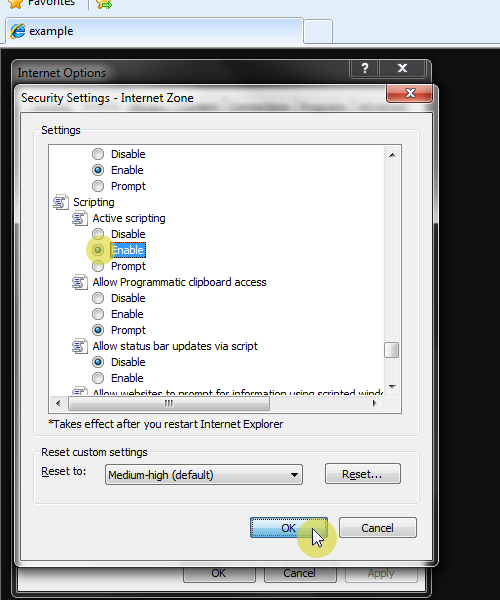 Favorites
example
Internet Options
?
Security Settings - Internet Zone
Settings
Disable
Enable
Prompt
Scripting
Active scripting
Disable
Enable
Prompt
Allow Programmatic clipboard access
Disable
Enable
Prompt
Allow status bar updates via script
Disable
Enable
Allow websites to prompt for information using scripted wind
*Takes effect after you restart Internet Explorer
Reset custom settings
Reset to:
Medium-high (default)
Reset...
OK
Cancel
OK
Cancel
Apply